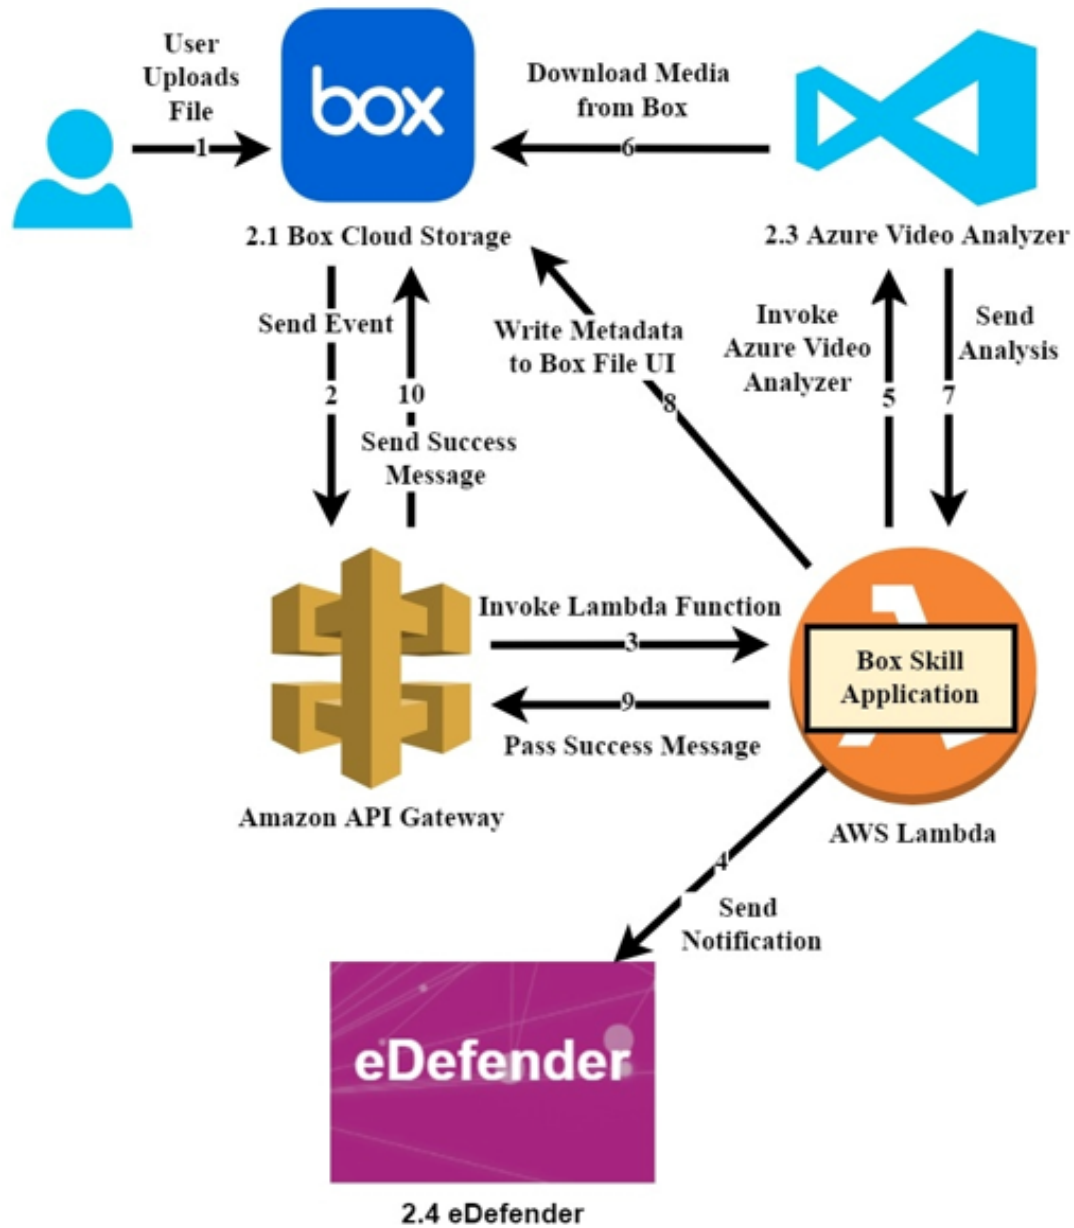 User
Uploads
File
1
box
Download Media
from Box
6
2.1 Box Cloud Storage
2.3 Azure Video Analyzer
Send Event
2
10
Send Success
Message
Write Metadata
to Box File UI
8
Invoke
Azure Video
Analyzer
5
Send
Analysis
7
Invoke Lambda Function
3
9
Pass Success Message
Box Skill
Application
Amazon API Gateway
AWS Lambda
4
Send
Notification
eDefender
2.4 eDefender